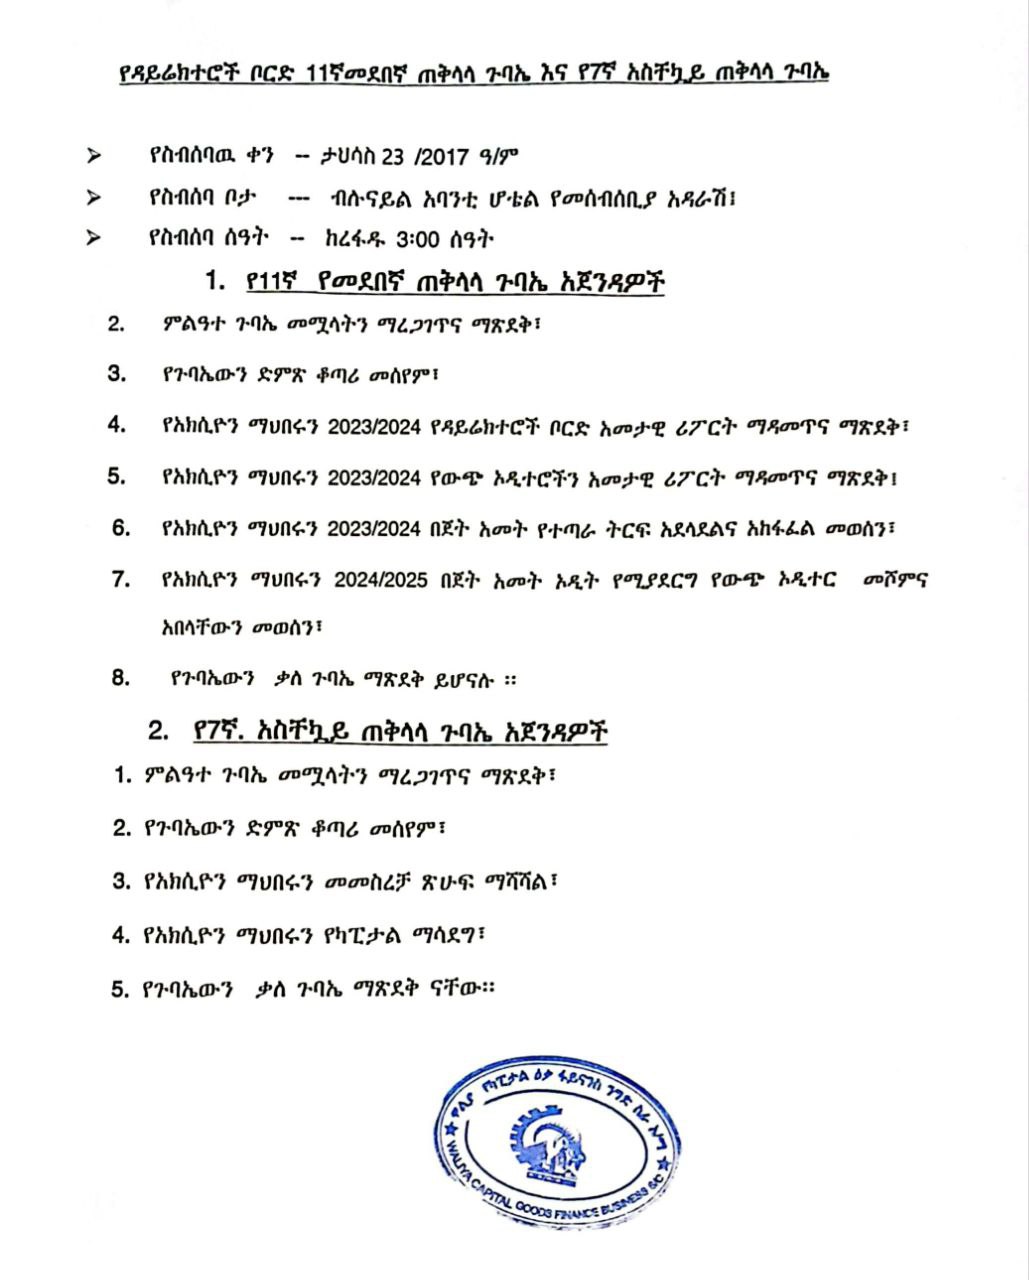 የዳይሬክተሮች ቦርድ 11ኛመደበኛ ጠቅላላ ጉባኤ እና የ7ኛ አስቸኳይ ጠቅላላ ጉባኤ
➢ የስብሰባዉ ቀን -- ታህሳስ 23 /2017 ዓ/ም
➢ የስብሰባ ቦታ --- ብሉናይል አባንቲ ሆቴል የመሰብሰቢያ አዳራሽ፤
➢ የስብሰባ ሰዓት -- ከረፋዱ 3፡00 ሰዓት
1. የ11ኛ የመደበኛ ጠቅላላ ጉባኤ አጀንዳዎች
2. ምልዓተ ጉባኤ መሟላትን ማረጋገጥና ማጽደቅ፣
3. የጉባኤውን ድምጽ ቆጣሪ መሰየም፣
4. የአክሲዮን ማህበሩን 2023/2024 የዳይሬክተሮች ቦርድ አመታዊ ሪፖርት ማዳመጥና ማጽደቅ፣
5. የአክሲዮን ማህበሩን 2023/2024 የውጭ ኦዲተሮችን አመታዊ ሪፖርት ማዳመጥና ማጽደቅ፤
6. የአክሲዮን ማህበሩን 2023/2024 በጀት አመት የተጣራ ትርፍ አደላደልና አከፋፈል መወሰን፣
7. የአክሲዮን ማህበሩን 2024/2025 በጀት አመት ኦዲት የሚያደርግ የውጭ ኦዲተር መሾምና
አበላቸውን መወሰን፣
8. የጉባኤውን ቃለ ጉባኤ ማጽደቅ ይሆናሉ ።
2. የ7ኛ. አስቸኳይ ጠቅላላ ጉባኤ አጀንዳዎች
1. ምልዓተ ጉባኤ መሟላትን ማረጋገጥና ማጽደቅ፣
2. የጉባኤውን ድምጽ ቆጣሪ መሰየም፣
3. የአክሲዮን ማህበሩን መመስረቻ ጽሁፍ ማሻሻል፣
4. የአክሲዮን ማህበሩን የካፒታል ማሳደግ፣
5. የጉባኤውን ቃለ ጉባኤ ማጽደቅ ናቸው።
ዋሊያ የካፒታል ዕቃ ፋይናንስ ንግድ ስራ አ/ማ
WALIYA CAPITAL GOODS FINANCE BUSINESS S/C